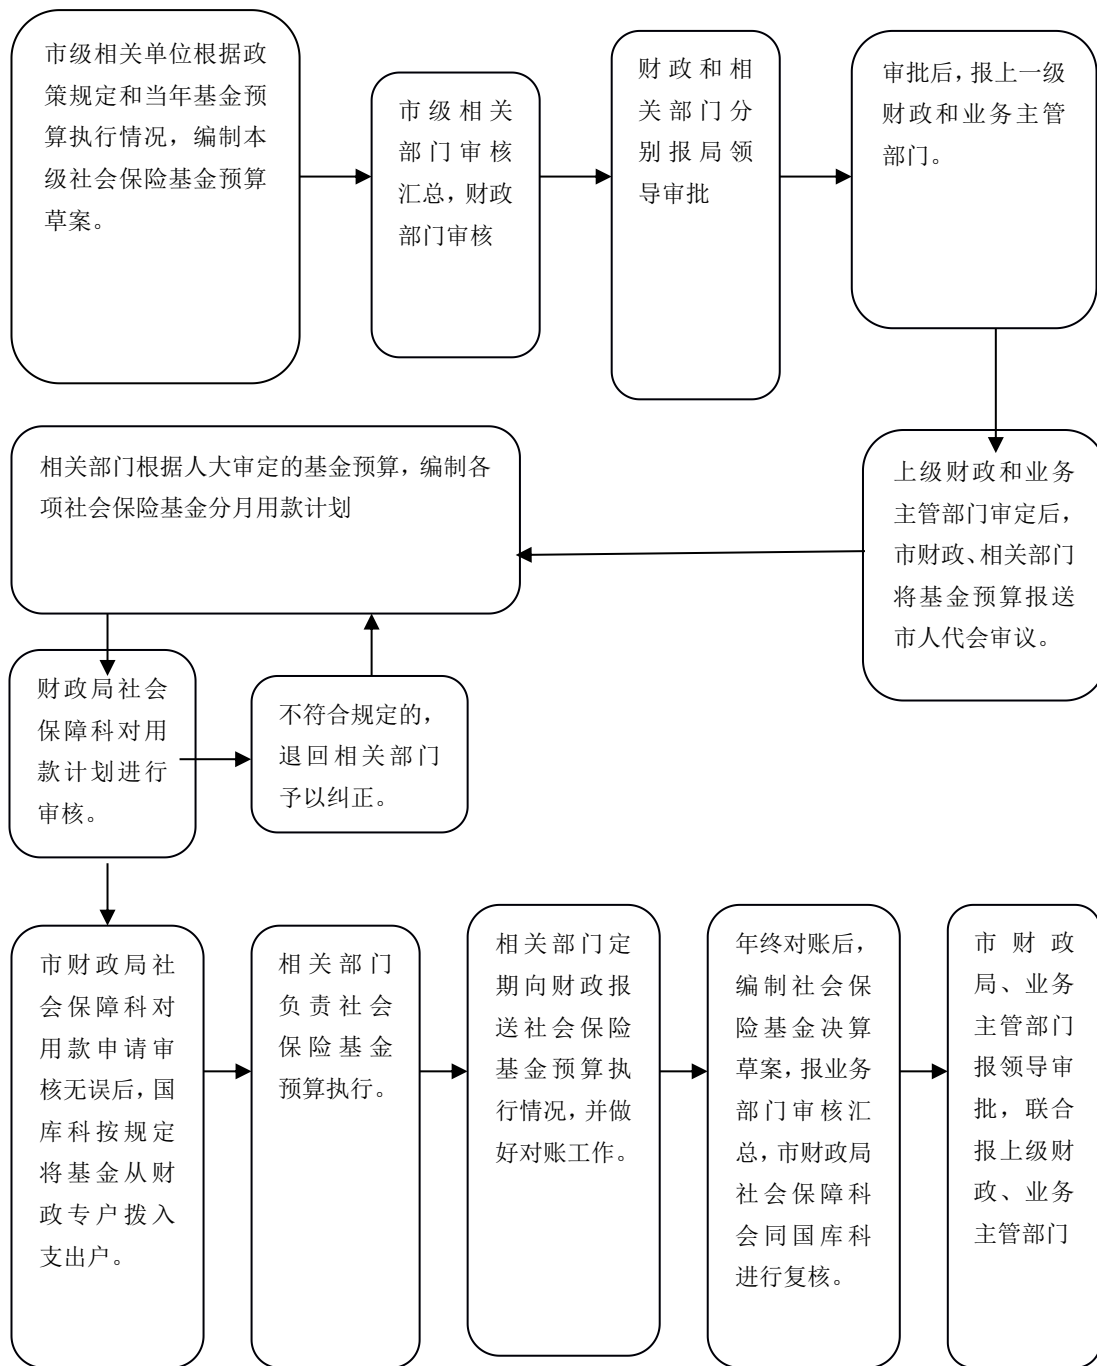 市级相关单位根据政
策规定和当年基金预
算执行情况，编制本
级社会保险基金预算
草案。
市级相关
部门审核
汇总，财政
部门审核
财政和相
关部门分
别报局领
导审批
审批后，报上一级
财政和业务主管
部门。
上级财政和业务
主管部门审定后，
市财政、相关部门
将基金预算报送
市人代会审议。
相关部门根据人大审定的基金预算，编制各
项社会保险基金分月用款计划
财政局社会
保障科对用
款计划进行
审核。
不符合规定的，
退回相关部门
予以纠正。
市财政局社
会保障科对
用款申请审
核无误后，国
库科按规定
将基金从财
政专户拨入
支出户。
相关部门
负责社会
保险基金
预算执行。
相关部门定
期向财政报
送社会保险
基金预算执
行情况，并做
好对账工作。
年终对账后，
编制社会保
险基金决算
草案，报业务
部门审核汇
总，市财政局
社会保障科
会同国库科
进行复核。
市财政
局、业务
主管部门
报领导审
批，联合
报上级财
政、业务
主管部门